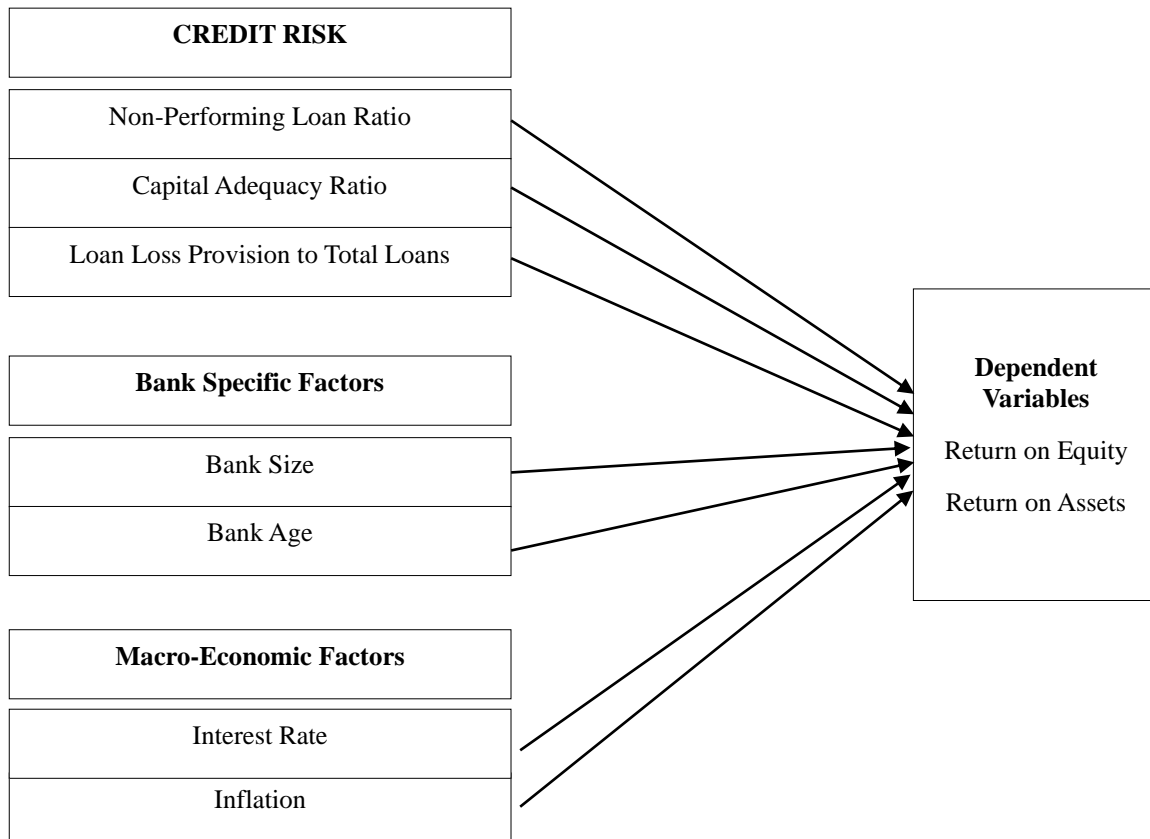 CREDIT RISK
Non-Performing Loan Ratio
Capital Adequacy Ratio
Loan Loss Provision to Total Loans
Bank Specific Factors
Bank Size
Bank Age
Macro-Economic Factors
Interest Rate
Inflation
Dependent
Variables
Return on Equity
Return on Assets